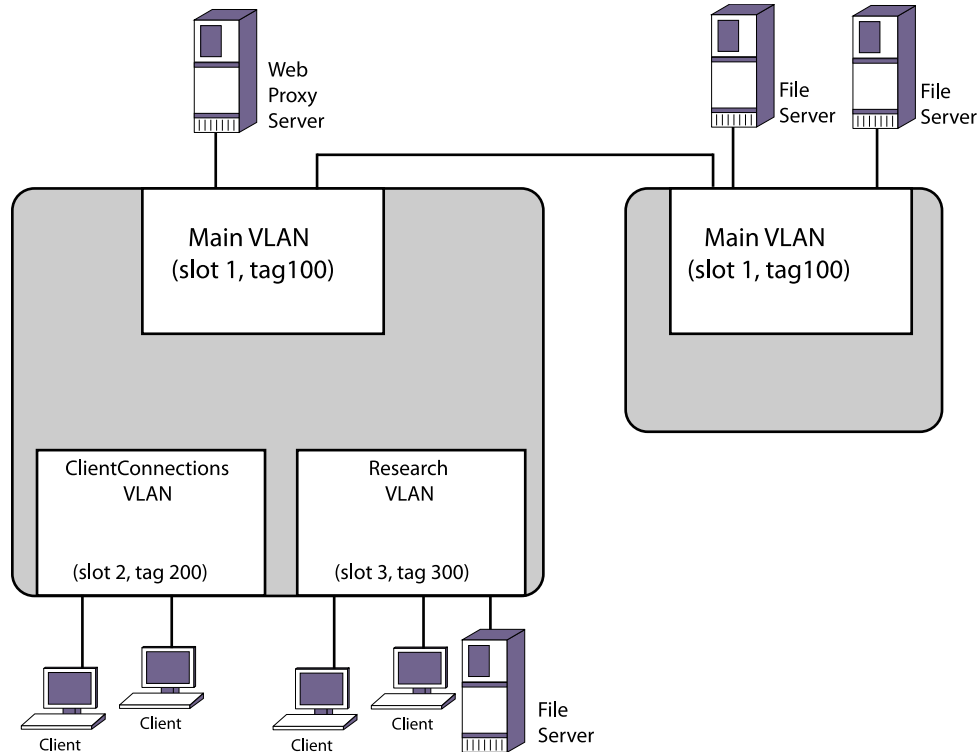 Web
Proxy
Server
File
Server
File
Server
Main VLAN
(slot 1, tag100)
Main VLAN
(slot 1, tag100)
ClientConnections
VLAN
(slot 2, tag 200)
Research
VLAN
(slot 3, tag 300)
Client
Client
Client
Client
File
Server